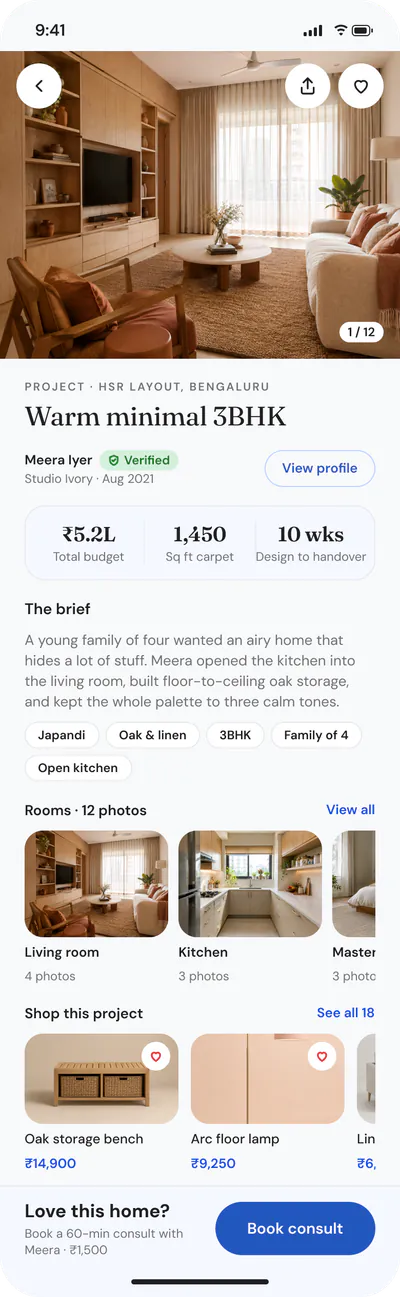 9:41
1 / 12
PROJECT · HSR LAYOUT, BENGALURU
Warm minimal 3BHK
Meera Iyer
Verified
Studio Ivory · Aug 2021
View profile
₹5.2L
Total budget
1,450
Sq ft carpet
10 wks
Design to handover
The brief
A young family of four wanted an airy home that
hides a lot of stuff. Meera opened the kitchen into
the living room, built floor-to-ceiling oak storage,
and kept the whole palette to three calm tones.
Japandi
Oak & linen
3BHK
Family of 4
Open kitchen
Rooms · 12 photos
View all
Living room
4 photos
Kitchen
3 photos
Master
3 photo
Shop this project
See all 18
Oak storage bench
₹14,900
Arc floor lamp
₹9,250
Lin
₹6,
Love this home?
Book a 60-min consult with
Meera · ₹1,500
Book consult